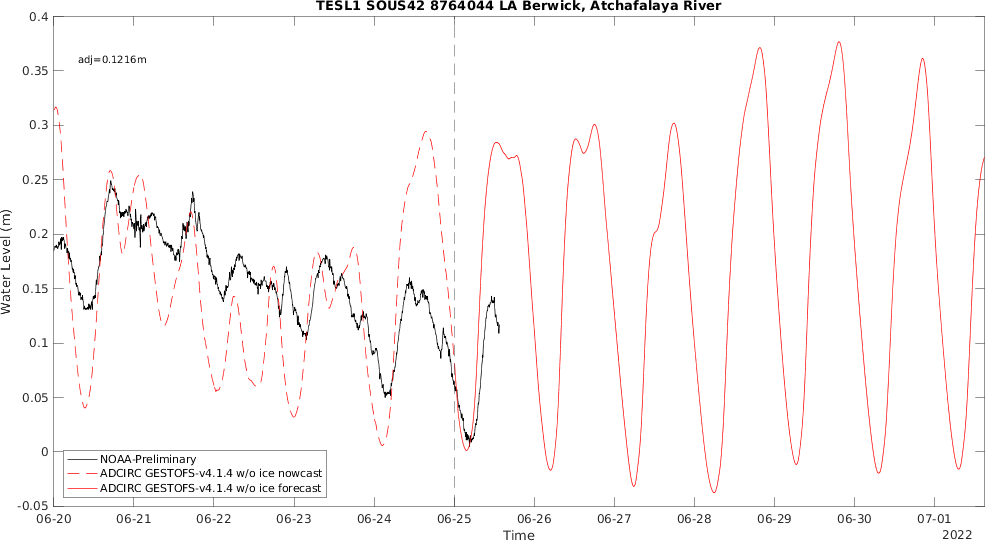 TESL1 SOUS42 8764044 LA Berwick, Atchafalaya River
0.4
0.35
0.3
0.25
0.2
0.15
0.1
0.05
0
-0.05
Water Level (m)
adj=0.1216m
NOAA-Preliminary
ADCIRC GESTOFS-v4.1.4 w/o ice nowcast
ADCIRC GESTOFS-v4.1.4 w/o ice forecast
06-20 06-21 06-22 06-23 06-24 06-25 06-26 06-27 06-28 06-29 06-30 07-01
Time
2022